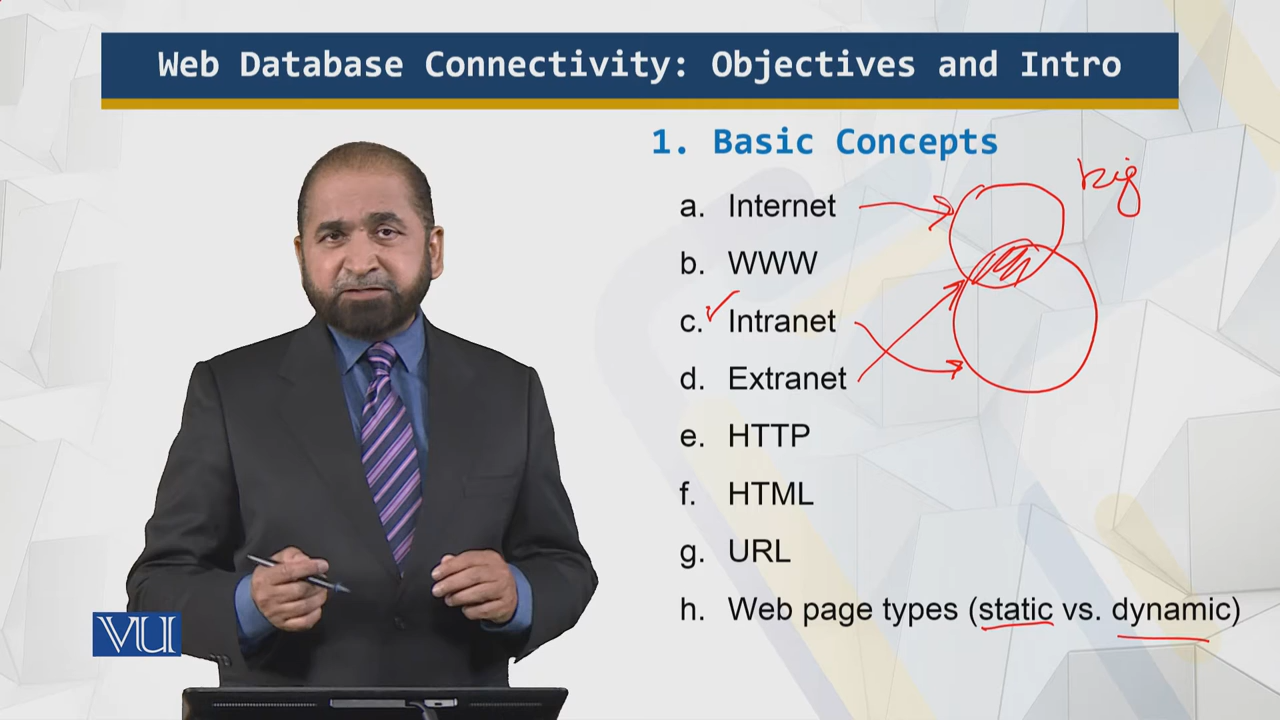 Web Database Connectivity: Objectives and Intro
1. Basic Concepts
big
a. Internet
b. WWW
c. Intranet
d. Extranet
e. HTTP
f. HTML
g. URL
h. Web page types (static vs. dynamic)
VU